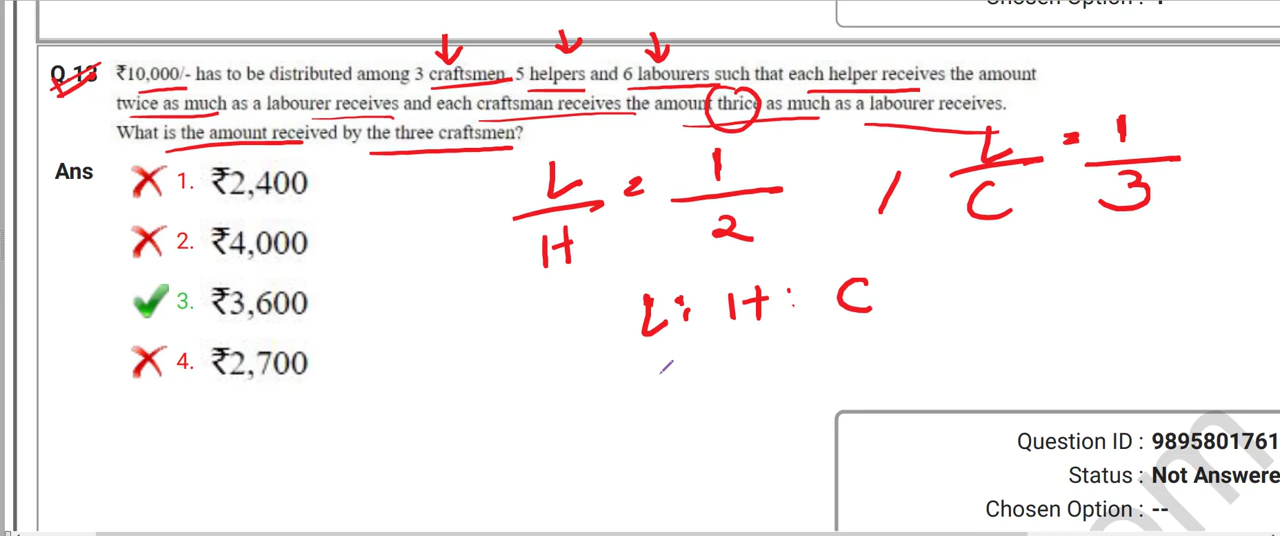 Q.13 ₹10,000/- has to be distributed among 3 craftsmen, 5 helpers and 6 labourers such that each helper receives the amount
twice as much as a labourer receives and each craftsman receives the amount thrice as much as a labourer receives.
What is the amount received by the three craftsmen?
Ans
1. ₹2,400
2. ₹4,000
3. ₹3,600
4. ₹2,700
L/H = 1/2 , L/C = 1/3
L : H : C
Question ID : 9895801761
Status : Not Answere
Chosen Option : --